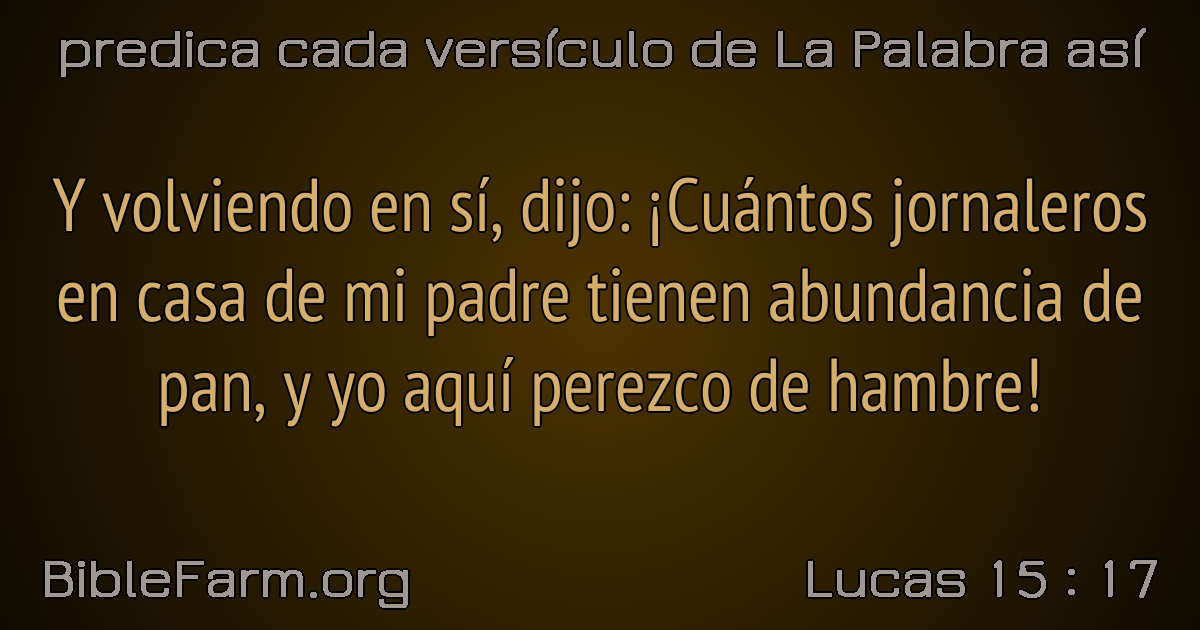 predica cada versículo de La Palabra así
Y volviendo en sí, dijo: ¡Cuántos jornaleros
en casa de mi padre tienen abundancia de
pan, y yo aquí perezco de hambre!
BibleFarm.org
Lucas 15 : 17